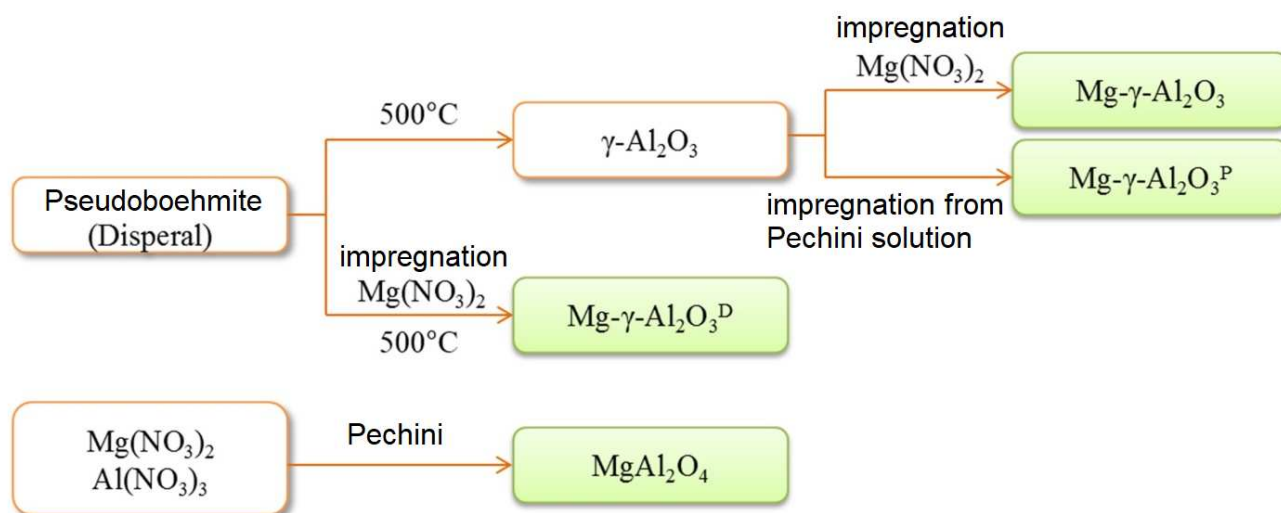 impregnation
Mg(NO₃)₂
Mg-γ-Al₂O₃
500°C
γ-Al₂O₃
Mg-γ-Al₂O₃ᴾ
impregnation from
Pechini solution
Pseudoboehmite
(Disperal)
impregnation
Mg(NO₃)₂
500°C
Mg-γ-Al₂O₃ᴰ
Mg(NO₃)₂
Al(NO₃)₃
Pechini
MgAl₂O₄